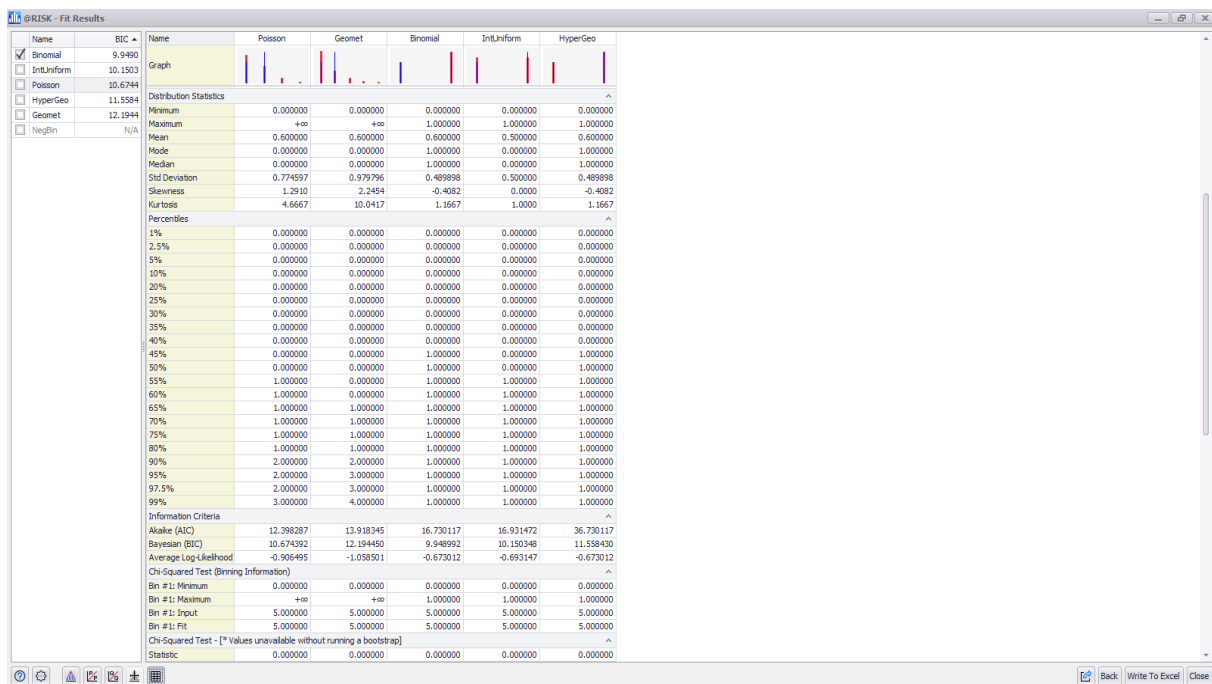 @RISK - Fit Results
Name BIC
Binomial 9.9490
IntUniform 10.1503
Poisson 10.6744
HyperGeo 11.5584
Geomet 12.1944
NegBin N/A
Name Poisson Geomet Binomial IntUniform HyperGeo
Graph
Distribution Statistics
Minimum 0.000000 0.000000 0.000000 0.000000 0.000000
Maximum +∞ +∞ 1.000000 1.000000 1.000000
Mean 0.600000 0.600000 0.600000 0.500000 0.600000
Mode 0.000000 0.000000 1.000000 0.000000 1.000000
Median 0.000000 0.000000 1.000000 0.000000 1.000000
Std Deviation 0.774597 0.979796 0.489898 0.500000 0.489898
Skewness 1.2910 2.2454 -0.4082 0.0000 -0.4082
Kurtosis 4.6667 10.0417 1.1667 1.0000 1.1667
Percentiles
1% 0.000000 0.000000 0.000000 0.000000 0.000000
2.5% 0.000000 0.000000 0.000000 0.000000 0.000000
5% 0.000000 0.000000 0.000000 0.000000 0.000000
10% 0.000000 0.000000 0.000000 0.000000 0.000000
20% 0.000000 0.000000 0.000000 0.000000 0.000000
25% 0.000000 0.000000 0.000000 0.000000 0.000000
30% 0.000000 0.000000 0.000000 0.000000 0.000000
35% 0.000000 0.000000 0.000000 0.000000 0.000000
40% 0.000000 0.000000 0.000000 0.000000 0.000000
45% 0.000000 0.000000 1.000000 0.000000 1.000000
50% 0.000000 0.000000 1.000000 0.000000 1.000000
55% 1.000000 0.000000 1.000000 1.000000 1.000000
60% 1.000000 0.000000 1.000000 1.000000 1.000000
65% 1.000000 1.000000 1.000000 1.000000 1.000000
70% 1.000000 1.000000 1.000000 1.000000 1.000000
75% 1.000000 1.000000 1.000000 1.000000 1.000000
80% 1.000000 1.000000 1.000000 1.000000 1.000000
90% 2.000000 2.000000 1.000000 1.000000 1.000000
95% 2.000000 3.000000 1.000000 1.000000 1.000000
97.5% 2.000000 3.000000 1.000000 1.000000 1.000000
99% 3.000000 4.000000 1.000000 1.000000 1.000000
Information Criteria
Akaike (AIC) 12.398287 13.918345 16.730117 16.931472 36.730117
Bayesian (BIC) 10.674392 12.194450 9.948992 10.150348 11.558430
Average Log-Likelihood -0.906495 -1.058501 -0.673012 -0.693147 -0.673012
Chi-Squared Test (Binning Information)
Bin #1: Minimum 0.000000 0.000000 0.000000 0.000000 0.000000
Bin #1: Maximum +∞ +∞ 1.000000 1.000000 1.000000
Bin #1: Input 5.000000 5.000000 5.000000 5.000000 5.000000
Bin #1: Fit 5.000000 5.000000 5.000000 5.000000 5.000000
Chi-Squared Test - [* Values unavailable without running a bootstrap]
Statistic 0.000000 0.000000 0.000000 0.000000 0.000000
Back Write To Excel Close